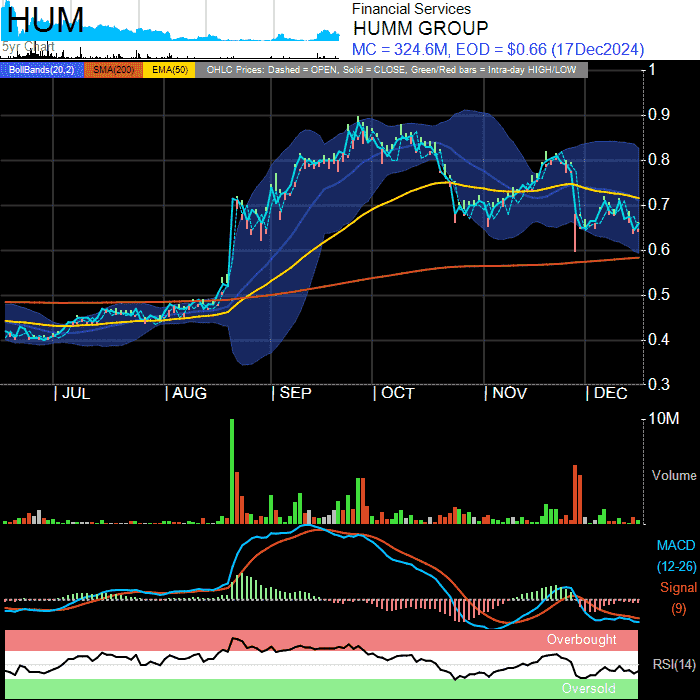 HUM
5yr Chart
Financial Services
HUMM GROUP
MC = 324.6M, EOD = $0.66 (17Dec2024)
BollBands(20,2) SMA(200) EMA(50) OHLC Prices: Dashed = OPEN, Solid = CLOSE, Green/Red bars = Intra-day HIGH/LOW
1
0.9
0.8
0.7
0.6
0.5
0.4
0.3
JUL AUG SEP OCT NOV DEC
10M
Volume
MACD
(12-26)
Signal
(9)
Overbought
RSI(14)
Oversold